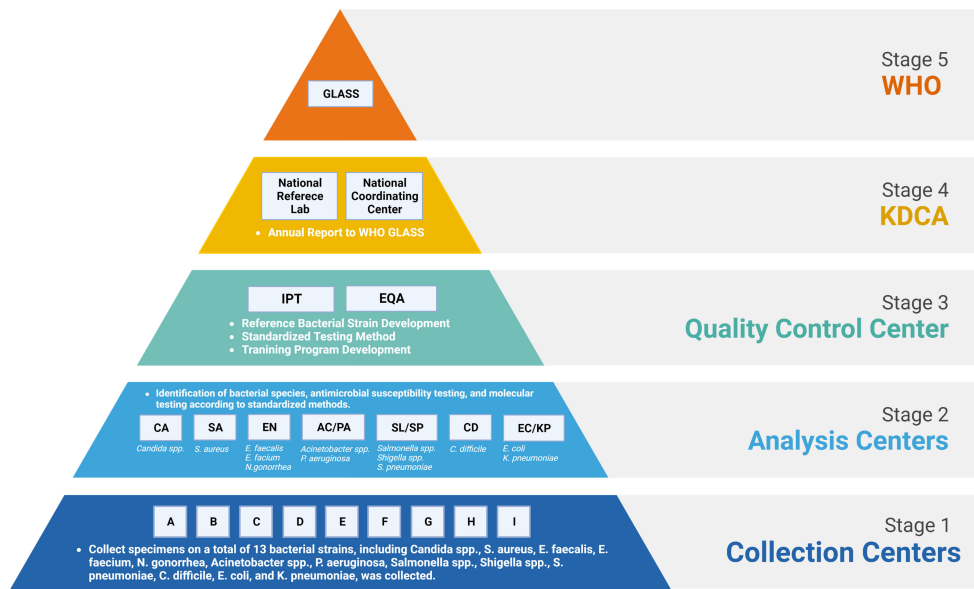 Stage 5
WHO
GLASS
Stage 4
KDCA
National
Referece
Lab
National
Coordinating
Center
• Annual Report to WHO GLASS
Stage 3
Quality Control Center
IPT
EQA
• Reference Bacterial Strain Development
• Standardized Testing Method
• Tranining Program Development
Stage 2
Analysis Centers
• Identification of bacterial species, antimicrobial susceptibility testing, and molecular
testing according to standardized methods.
CA
Candida spp.
SA
S. aureus
EN
E. faecalis
E. facium
N.gonorrhea
AC/PA
Acinetobacter spp.
P. aeruginosa
SL/SP
Salmonella spp.
Shigella spp.
S. pneumoniae
CD
C. difficile
EC/KP
E. coli
K. pneumoniae
Stage 1
Collection Centers
A B C D E F G H I
• Collect specimens on a total of 13 bacterial strains, including Candida spp., S. aureus, E. faecalis, E.
faecium, N. gonorrhea, Acinetobacter spp., P. aeruginosa, Salmonella spp., Shigella spp., S.
pneumoniae, C. difficile, E. coli, and K. pneumoniae, was collected.